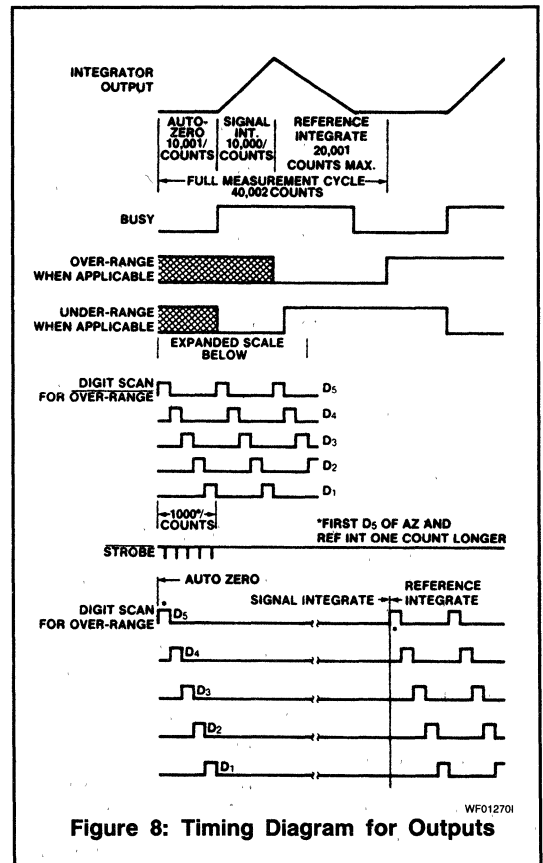 INTEGRATOR
OUTPUT
AUTO-
ZERO
10,001/
COUNTS
SIGNAL
INT.
10,000/
COUNTS
REFERENCE
INTEGRATE
20,001
COUNTS MAX.
FULL MEASUREMENT CYCLE
40,002 COUNTS
BUSY
OVER-RANGE
WHEN APPLICABLE
UNDER-RANGE
WHEN APPLICABLE
EXPANDED SCALE
BELOW
DIGIT SCAN
FOR OVER-RANGE
D5
D4
D3
D2
D1
1000*/
COUNTS
*FIRST D5 OF AZ AND
REF INT ONE COUNT LONGER
STROBE
AUTO ZERO
SIGNAL INTEGRATE
REFERENCE
INTEGRATE
DIGIT SCAN
FOR OVER-RANGE
* D5
*
D4
D3
D2
D1
WF01270I
Figure 8: Timing Diagram for Outputs